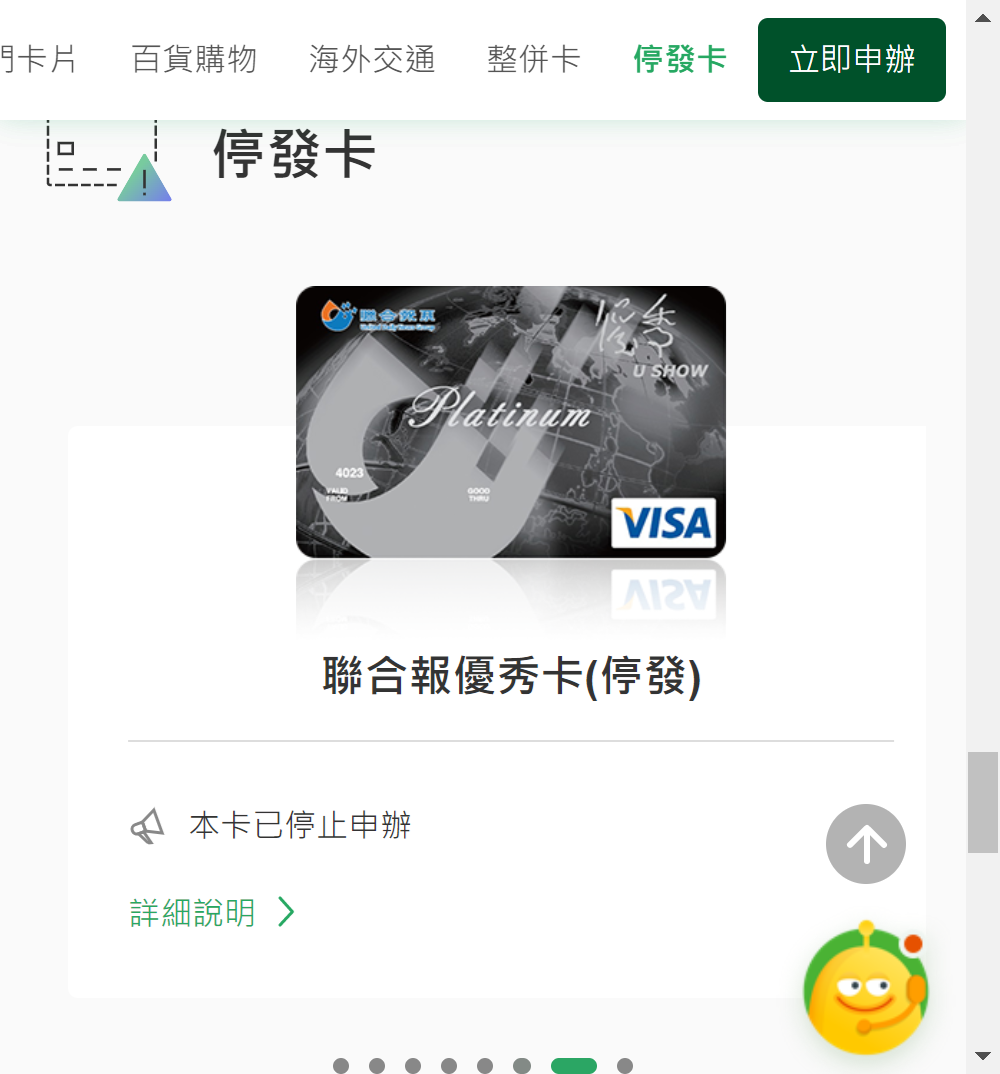 門卡片 百貨購物 海外交通 整併卡 停發卡 立即申辦
停發卡
聯合報系
United Daily News Group
優秀
U SHOW
Platinum
4023
VALID FROM
GOOD THRU
VISA
聯合報優秀卡(停發)
本卡已停止申辦
詳細說明